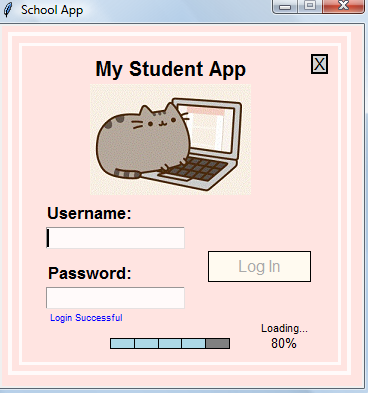 School App
My Student App
X
Username:
Log In
Password:
Login Successful
Loading...
80%